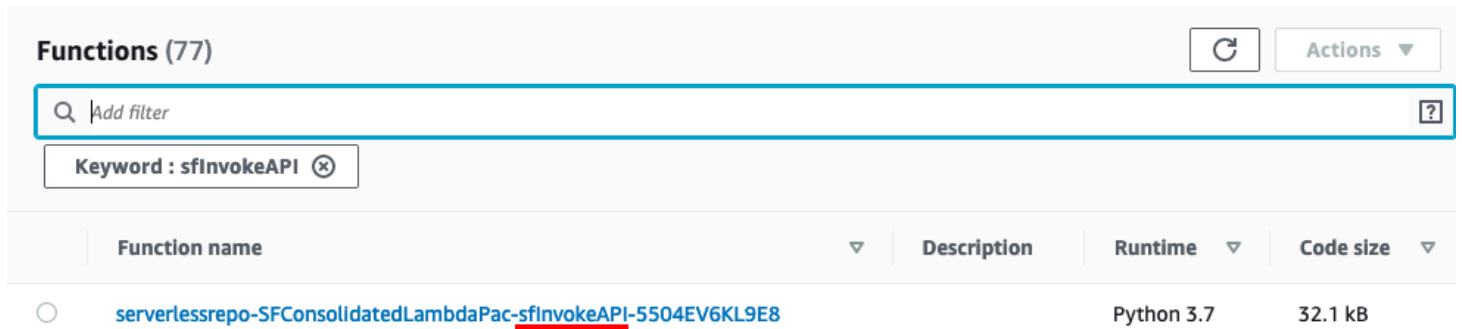 Functions (77)
Actions
Add filter
Keyword : sfInvokeAPI
Function name Description Runtime Code size
serverlessrepo-SFConsolidatedLambdaPac-sfInvokeAPI-5504EV6KL9E8 Python 3.7 32.1 kB